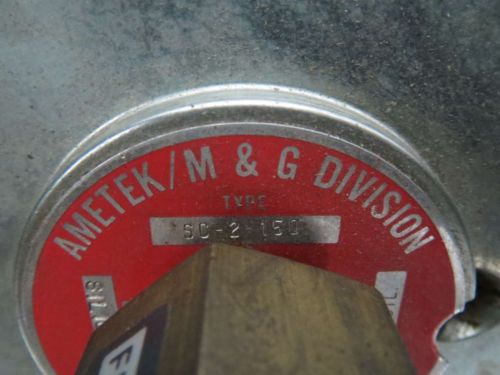 AMETEK/M & G DIVISION
TYPE
SC-2-150